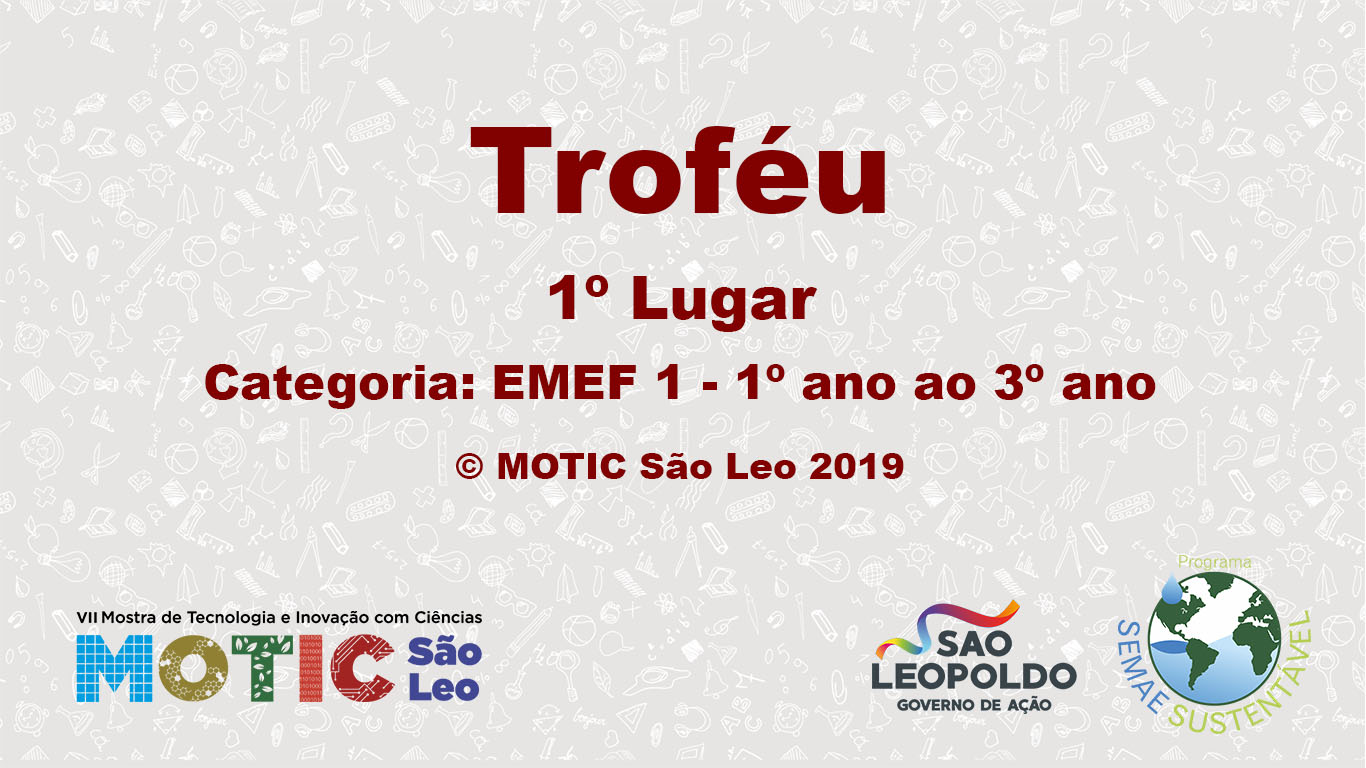 Troféu
1º Lugar
Categoria: EMEF 1 - 1º ano ao 3º ano
© MOTIC São Leo 2019
VII Mostra de Tecnologia e Inovação com Ciências
MOTIC São Leo
SÃO LEOPOLDO
GOVERNO DE AÇÃO
Programa
SEMAE SUSTENTÁVEL